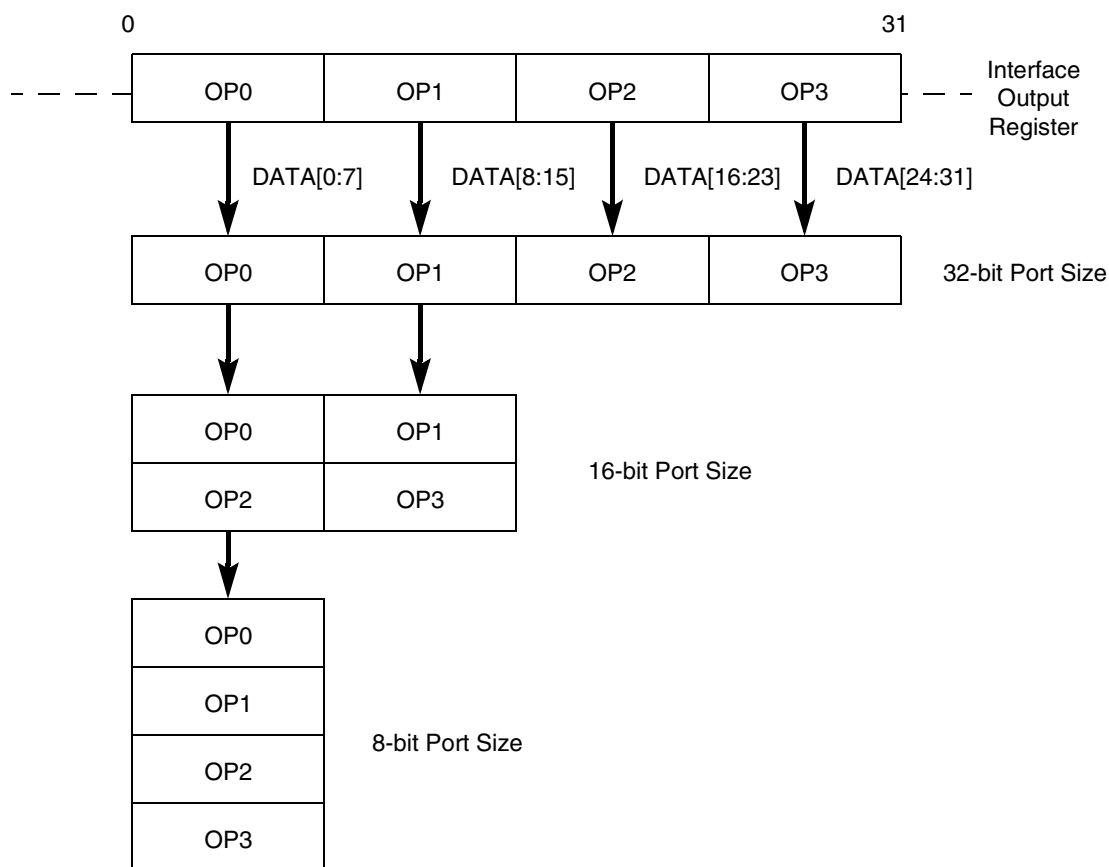 0 31
OP0 OP1 OP2 OP3
Interface
Output
Register
DATA[0:7] DATA[8:15] DATA[16:23] DATA[24:31]
OP0 OP1 OP2 OP3 32-bit Port Size
OP0 OP1
16-bit Port Size
OP2 OP3
OP0
OP1
8-bit Port Size
OP2
OP3